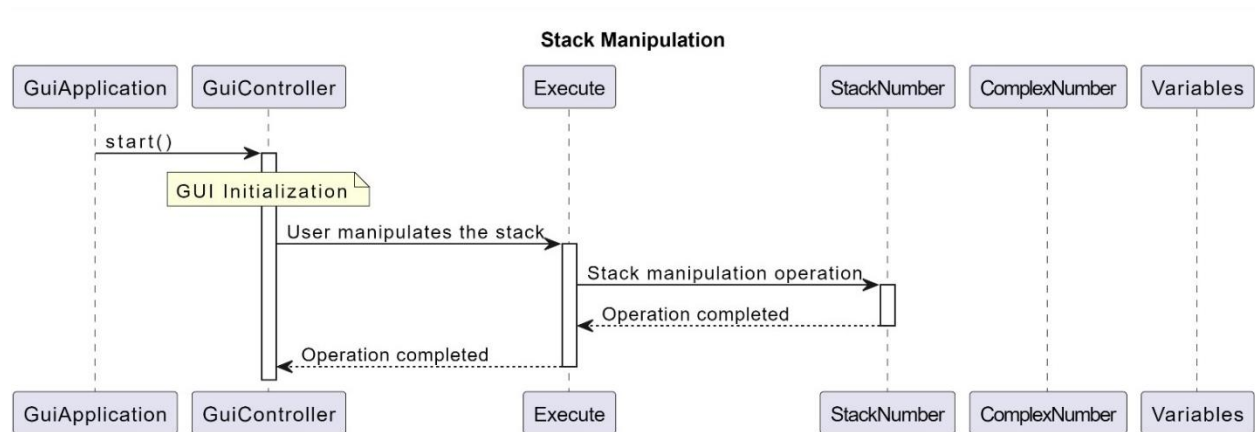 Stack Manipulation
GuiApplication GuiController Execute StackNumber ComplexNumber Variables
start()
GUI Initialization
User manipulates the stack
Stack manipulation operation
Operation completed
Operation completed
GuiApplication GuiController Execute StackNumber ComplexNumber Variables